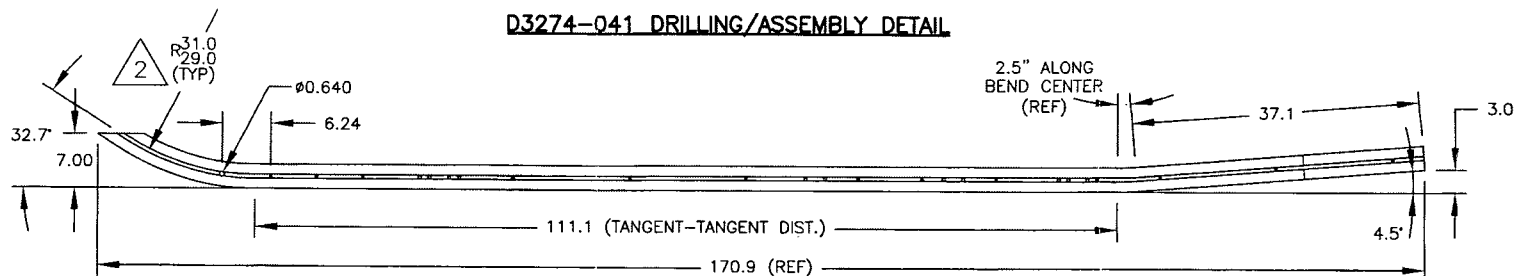 D3274-041 DRILLING/ASSEMBLY DETAIL
2
R31.0
29.0
(TYP)
ø0.640
6.24
2.5" ALONG
BEND CENTER
(REF)
37.1
3.0
32.7°
7.00
111.1 (TANGENT-TANGENT DIST.)
4.5°
170.9 (REF)